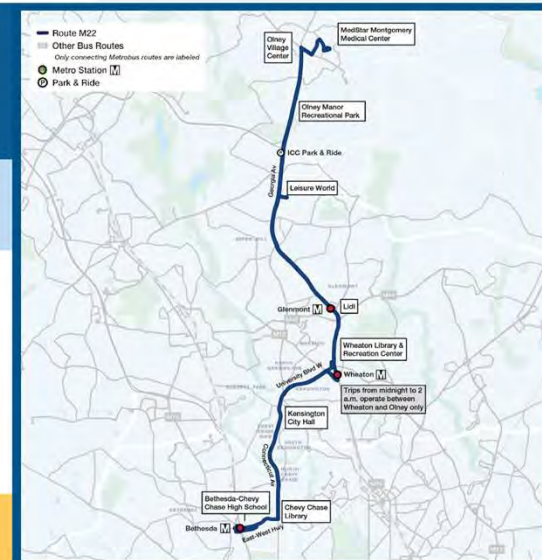 Route M22
Other Bus Routes
Only connecting Metrobus routes are labeled
Metro Station M
P Park & Ride
Olney
Village
Center
MedStar Montgomery
Medical Center
Olney Manor
Recreational Park
P ICC Park & Ride
Georgia Av
Leisure World
Glenmont M
Lidl
Wheaton Library &
Recreation Center
University Blvd W
Wheaton M
Trips from midnight to 2
a.m. operate between
Wheaton and Olney only
Kensington
City Hall
Connecticut Av
Bethesda-Chevy
Chase High School
Chevy Chase
Library
Bethesda M
East-West Hwy